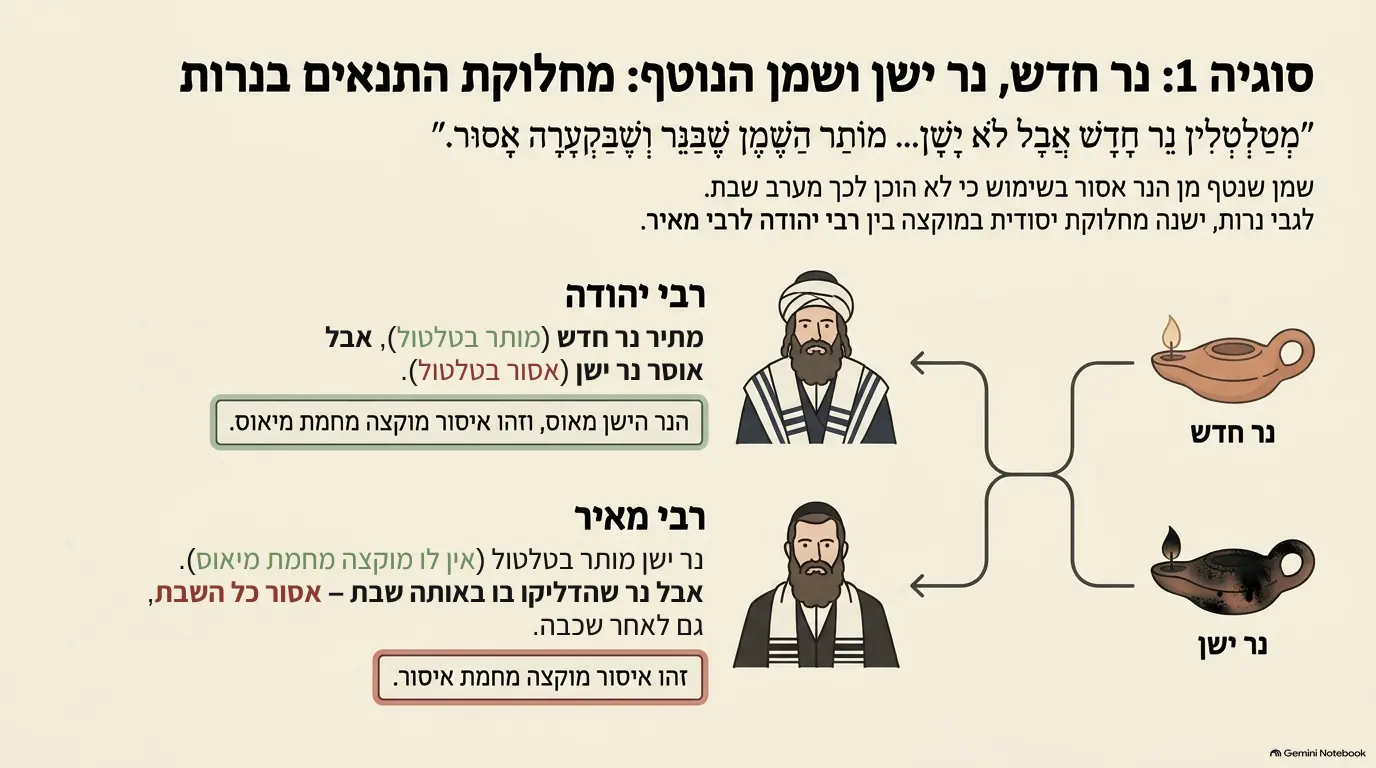 סוגיה 1: נר חדש, נר ישן ושמן הנוטף: מחלוקת התנאים בנרות
"מְטַלְטְלִין נֵר חָדָשׁ אֲבָל לֹא יָשָׁן... מוֹתַר הַשֶּׁמֶן שֶׁבַּנֵּר וְשֶׁבַּקְּעָרָה אָסוּר."
שמן שנטף מן הנר אסור בשימוש כי לא הוכן לכך מערב שבת.
לגבי נרות, ישנה מחלוקת יסודית במוקצה בין רבי יהודה לרבי מאיר.
רבי יהודה
מתיר נר חדש (מותר בטלטול), אבל
אוסר נר ישן (אסור בטלטול).
הנר הישן מאוס, וזהו איסור מוקצה מחמת מיאוס.
נר חדש
רבי מאיר
נר ישן מותר בטלטול (אין לו מוקצה מחמת מיאוס).
אבל נר שהדליקו בו באותה שבת – אסור כל השבת,
גם לאחר שכבה.
זהו איסור מוקצה מחמת איסור.
נר ישן
Gemini Notebook